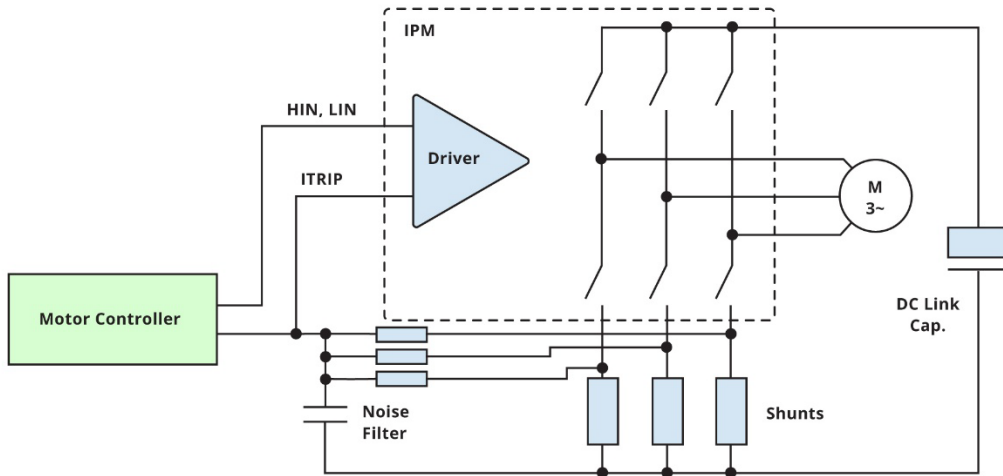 IPM
HIN, LIN
Driver
ITRIP
M
3~
Motor Controller
DC Link
Cap.
Noise
Filter
Shunts